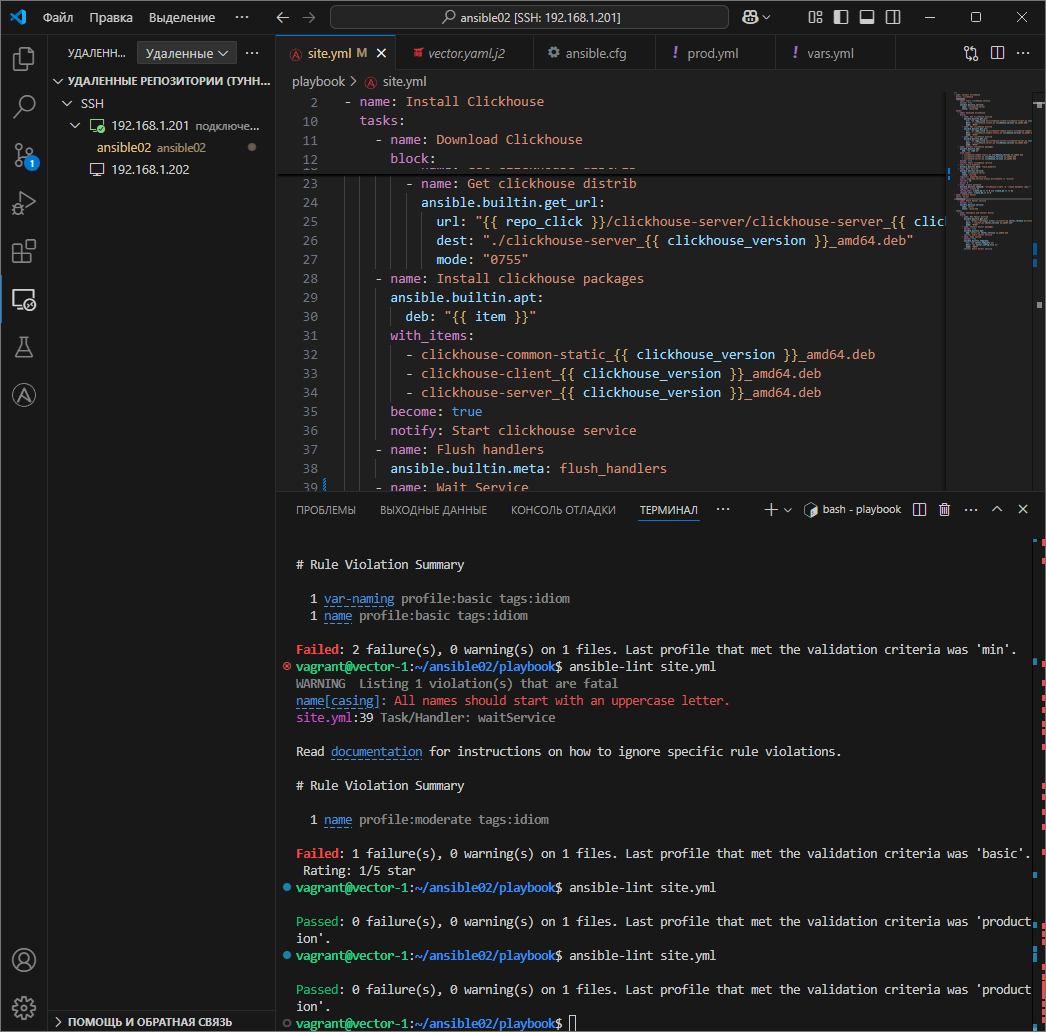 Файл Правка Выделение ··· ansible02 [SSH: 192.168.1.201]
УДАЛЕНН... Удаленные ···
УДАЛЕННЫЕ РЕПОЗИТОРИИ (ТУНН...
SSH
192.168.1.201 подключе...
ansible02 ansible02
192.168.1.202
1
ПОМОЩЬ И ОБРАТНАЯ СВЯЗЬ
site.yml M vector.yaml.j2 ansible.cfg ! prod.yml ! vars.yml
playbook > site.yml
2 - name: Install Clickhouse
10 tasks:
11 - name: Download Clickhouse
12 block:
23 - name: Get clickhouse distrib
24 ansible.builtin.get_url:
25 url: "{{ repo_click }}/clickhouse-server/clickhouse-server_{{ clic
26 dest: "./clickhouse-server_{{ clickhouse_version }}_amd64.deb"
27 mode: "0755"
28 - name: Install clickhouse packages
29 ansible.builtin.apt:
30 deb: "{{ item }}"
31 with_items:
32 - clickhouse-common-static_{{ clickhouse_version }}_amd64.deb
33 - clickhouse-client_{{ clickhouse_version }}_amd64.deb
34 - clickhouse-server_{{ clickhouse_version }}_amd64.deb
35 become: true
36 notify: Start clickhouse service
37 - name: Flush handlers
38 ansible.builtin.meta: flush_handlers
39 - name: Wait Service
ПРОБЛЕМЫ ВЫХОДНЫЕ ДАННЫЕ КОНСОЛЬ ОТЛАДКИ ТЕРМИНАЛ ··· bash - playbook
# Rule Violation Summary
1 var-naming profile:basic tags:idiom
1 name profile:basic tags:idiom
Failed: 2 failure(s), 0 warning(s) on 1 files. Last profile that met the validation criteria was 'min'.
vagrant@vector-1:~/ansible02/playbook$ ansible-lint site.yml
WARNING  Listing 1 violation(s) that are fatal
name[casing]: All names should start with an uppercase letter.
site.yml:39 Task/Handler: waitService
Read documentation for instructions on how to ignore specific rule violations.
# Rule Violation Summary
1 name profile:moderate tags:idiom
Failed: 1 failure(s), 0 warning(s) on 1 files. Last profile that met the validation criteria was 'basic'.
Rating: 1/5 star
vagrant@vector-1:~/ansible02/playbook$ ansible-lint site.yml
Passed: 0 failure(s), 0 warning(s) on 1 files. Last profile that met the validation criteria was 'product
ion'.
vagrant@vector-1:~/ansible02/playbook$ ansible-lint site.yml
Passed: 0 failure(s), 0 warning(s) on 1 files. Last profile that met the validation criteria was 'product
ion'.
vagrant@vector-1:~/ansible02/playbook$